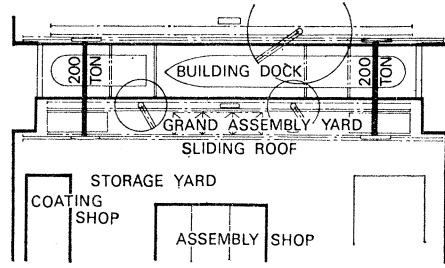 200 TON
BUILDING DOCK
200 TON
GRAND ASSEMBLY YARD
SLIDING ROOF
STORAGE YARD
COATING SHOP
ASSEMBLY SHOP